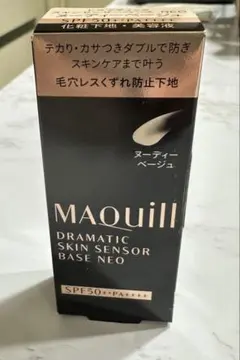 SPF50+・PA++++
化粧下地・美容液
テカり・カサつきダブルで防ぎ
スキンケアまで叶う
毛穴レスくずれ防止下地
ヌーディー
ベージュ
MAQuill
DRAMATIC
SKIN SENSOR
BASE NEO
SPF50+・PA++++